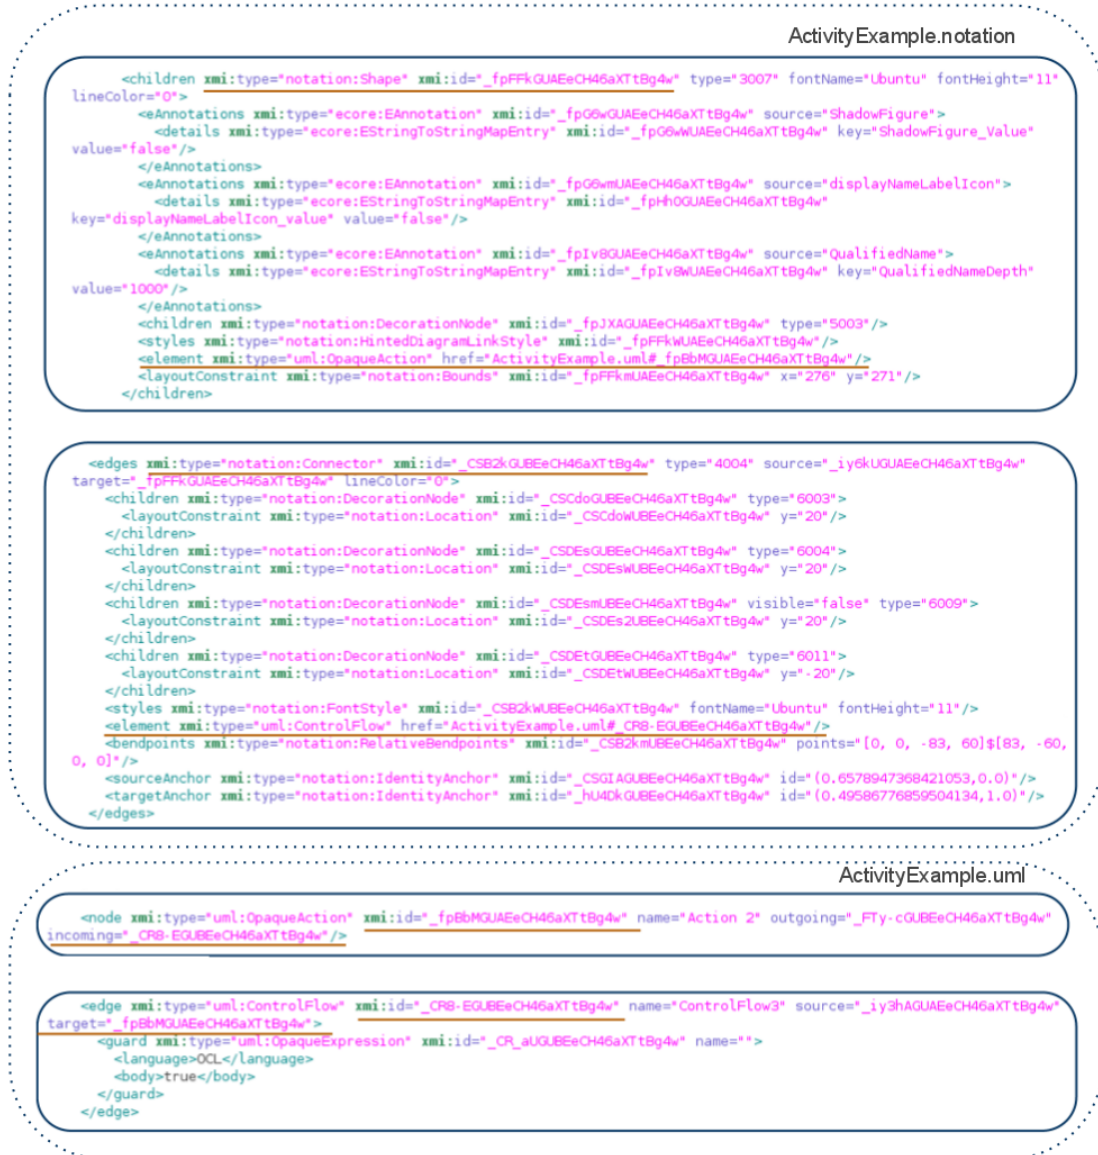 ActivityExample.notation
<children xmi:type="notation:Shape" xmi:id="_fpFFkGUAEeCH46aXTtBg4w" type="3007" fontName="Ubuntu" fontHeight="11"
lineColor="0">
<eAnnotations xmi:type="ecore:EAnnotation" xmi:id="_fpG6wGUAEeCH46aXTtBg4w" source="ShadowFigure">
<details xmi:type="ecore:EStringToStringMapEntry" xmi:id="_fpG6wWUAEeCH46aXTtBg4w" key="ShadowFigure_Value"
value="false"/>
</eAnnotations>
<eAnnotations xmi:type="ecore:EAnnotation" xmi:id="_fpG6wmUAEeCH46aXTtBg4w" source="displayNameLabelIcon">
<details xmi:type="ecore:EStringToStringMapEntry" xmi:id="_fpHh0GUAEeCH46aXTtBg4w"
key="displayNameLabelIcon_value" value="false"/>
</eAnnotations>
<eAnnotations xmi:type="ecore:EAnnotation" xmi:id="_fpIv8GUAEeCH46aXTtBg4w" source="QualifiedName">
<details xmi:type="ecore:EStringToStringMapEntry" xmi:id="_fpIv8WUAEeCH46aXTtBg4w" key="QualifiedNameDepth"
value="1000"/>
</eAnnotations>
<children xmi:type="notation:DecorationNode" xmi:id="_fpJXAGUAEeCH46aXTtBg4w" type="5003"/>
<styles xmi:type="notation:HintedDiagramLinkStyle" xmi:id="_fpFFkWUAEeCH46aXTtBg4w"/>
<element xmi:type="uml:OpaqueAction" href="ActivityExample.uml#_fpBbMGUAEeCH46aXTtBg4w"/>
<layoutConstraint xmi:type="notation:Bounds" xmi:id="_fpFFkmUAEeCH46aXTtBg4w" x="276" y="271"/>
</children>
<edges xmi:type="notation:Connector" xmi:id="_CSB2kGUBEeCH46aXTtBg4w" type="4004" source="_iy6kUGUAEeCH46aXTtBg4w"
target="_fpFFkGUAEeCH46aXTtBg4w" lineColor="0">
<children xmi:type="notation:DecorationNode" xmi:id="_CSCdoGUBEeCH46aXTtBg4w" type="6003">
<layoutConstraint xmi:type="notation:Location" xmi:id="_CSCdoWUBEeCH46aXTtBg4w" y="20"/>
</children>
<children xmi:type="notation:DecorationNode" xmi:id="_CSDEsGUBEeCH46aXTtBg4w" type="6004">
<layoutConstraint xmi:type="notation:Location" xmi:id="_CSDEsWUBEeCH46aXTtBg4w" y="20"/>
</children>
<children xmi:type="notation:DecorationNode" xmi:id="_CSDEsmUBEeCH46aXTtBg4w" visible="false" type="6009">
<layoutConstraint xmi:type="notation:Location" xmi:id="_CSDEs2UBEeCH46aXTtBg4w" y="20"/>
</children>
<children xmi:type="notation:DecorationNode" xmi:id="_CSDEtGUBEeCH46aXTtBg4w" type="6011">
<layoutConstraint xmi:type="notation:Location" xmi:id="_CSDEtWUBEeCH46aXTtBg4w" y="-20"/>
</children>
<styles xmi:type="notation:FontStyle" xmi:id="_CSB2kWUBEeCH46aXTtBg4w" fontName="Ubuntu" fontHeight="11"/>
<element xmi:type="uml:ControlFlow" href="ActivityExample.uml#_CR8-EGUBEeCH46aXTtBg4w"/>
<bendpoints xmi:type="notation:RelativeBendpoints" xmi:id="_CSB2kmUBEeCH46aXTtBg4w" points="[0, 0, -83, 60]$[83, -60,
0, 0]"/>
<sourceAnchor xmi:type="notation:IdentityAnchor" xmi:id="_CSGIAGUBEeCH46aXTtBg4w" id="(0.6578947368421053,0.0)"/>
<targetAnchor xmi:type="notation:IdentityAnchor" xmi:id="_hU4DkGUBEeCH46aXTtBg4w" id="(0.49586776859504134,1.0)"/>
</edges>
ActivityExample.uml
<node xmi:type="uml:OpaqueAction" xmi:id="_fpBbMGUAEeCH46aXTtBg4w" name="Action 2" outgoing="_FTy-cGUBEeCH46aXTtBg4w"
incoming="_CR8-EGUBEeCH46aXTtBg4w"/>
<edge xmi:type="uml:ControlFlow" xmi:id="_CR8-EGUBEeCH46aXTtBg4w" name="ControlFlow3" source="_iy3hAGUAEeCH46aXTtBg4w"
target="_fpBbMGUAEeCH46aXTtBg4w">
<guard xmi:type="uml:OpaqueExpression" xmi:id="_CR_aUGUBEeCH46aXTtBg4w" name="">
<language>OCL</language>
<body>true</body>
</guard>
</edge>